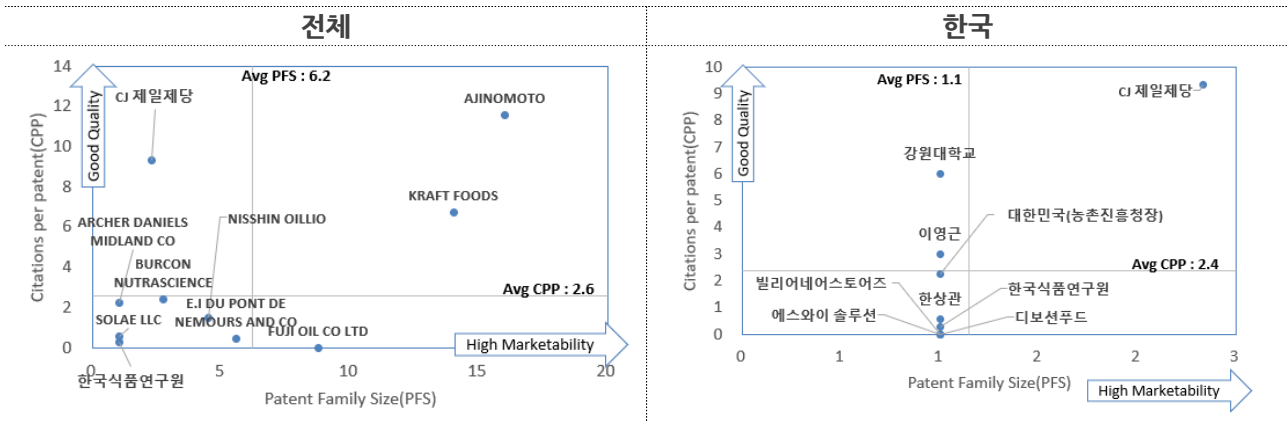 전체
한국
14
12
10
8
6
4
2
0
Citations per patent(CPP)
Good Quality
Avg PFS : 6.2
CJ 제일제당
AJINOMOTO
KRAFT FOODS
NISSHIN OILLIO
ARCHER DANIELS
MIDLAND CO
BURCON
NUTRASCIENCE
Avg CPP : 2.6
E.I DU PONT DE
NEMOURS AND CO
SOLAE LLC
FUJI OIL CO LTD
High Marketability
한국식품연구원
0
5
10
15
20
Patent Family Size(PFS)
10
9
8
7
6
5
4
3
2
1
0
Citations per patent(CPP)
Good Quality
Avg PFS : 1.1
CJ 제일제당
강원대학교
대한민국(농촌진흥청장)
이영근
Avg CPP : 2.4
빌리어네어스토어즈
한상관
한국식품연구원
에스와이 솔루션
디보션푸드
0
1
1
2
2
3
Patent Family Size(PFS)
High Marketability